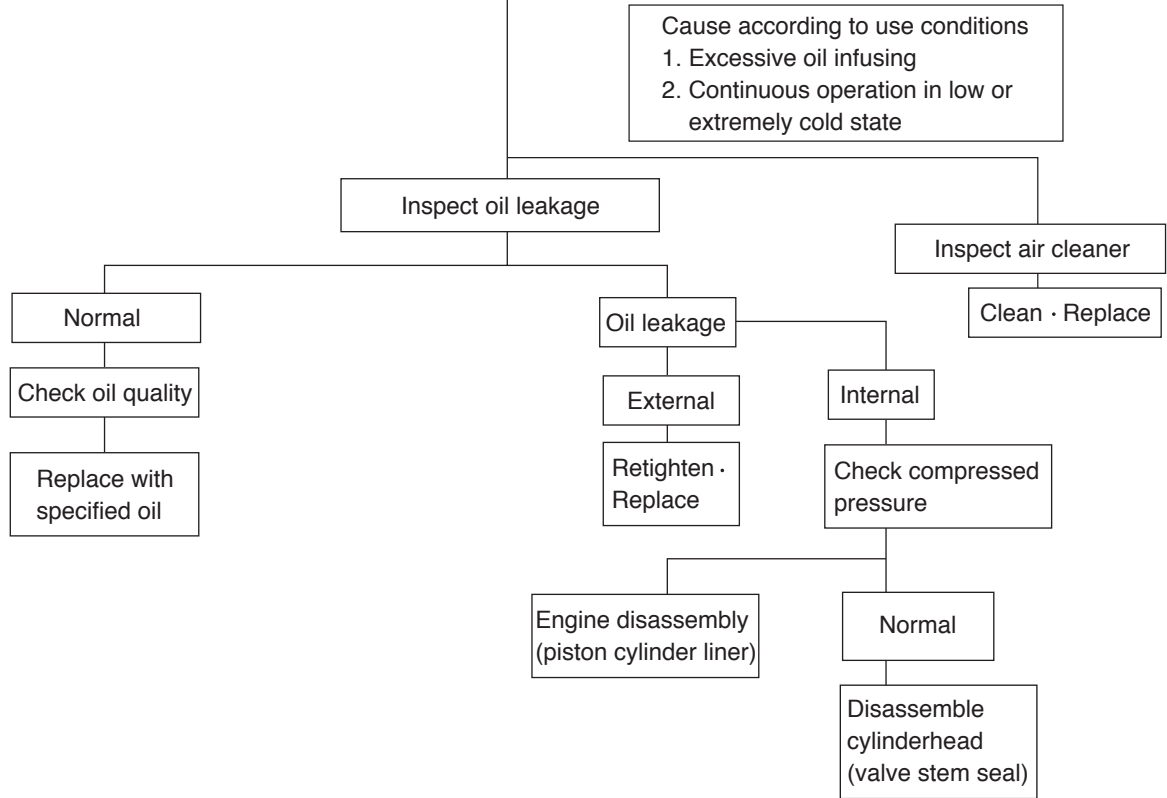 Cause according to use conditions
1. Excessive oil infusing
2. Continuous operation in low or
extremely cold state
Inspect oil leakage
Inspect air cleaner
Clean · Replace
Normal
Check oil quality
Replace with
specified oil
Oil leakage
External
Retighten ·
Replace
Internal
Check compressed
pressure
Engine disassembly
(piston cylinder liner)
Normal
Disassemble
cylinderhead
(valve stem seal)